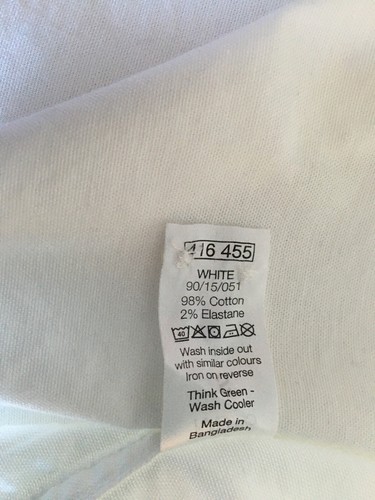 416 455
WHITE
90/15/051
98% Cotton
2% Elastane
40
Wash inside out
with similar colours
Iron on reverse
Think Green -
Wash Cooler
Made in
Bangladesh